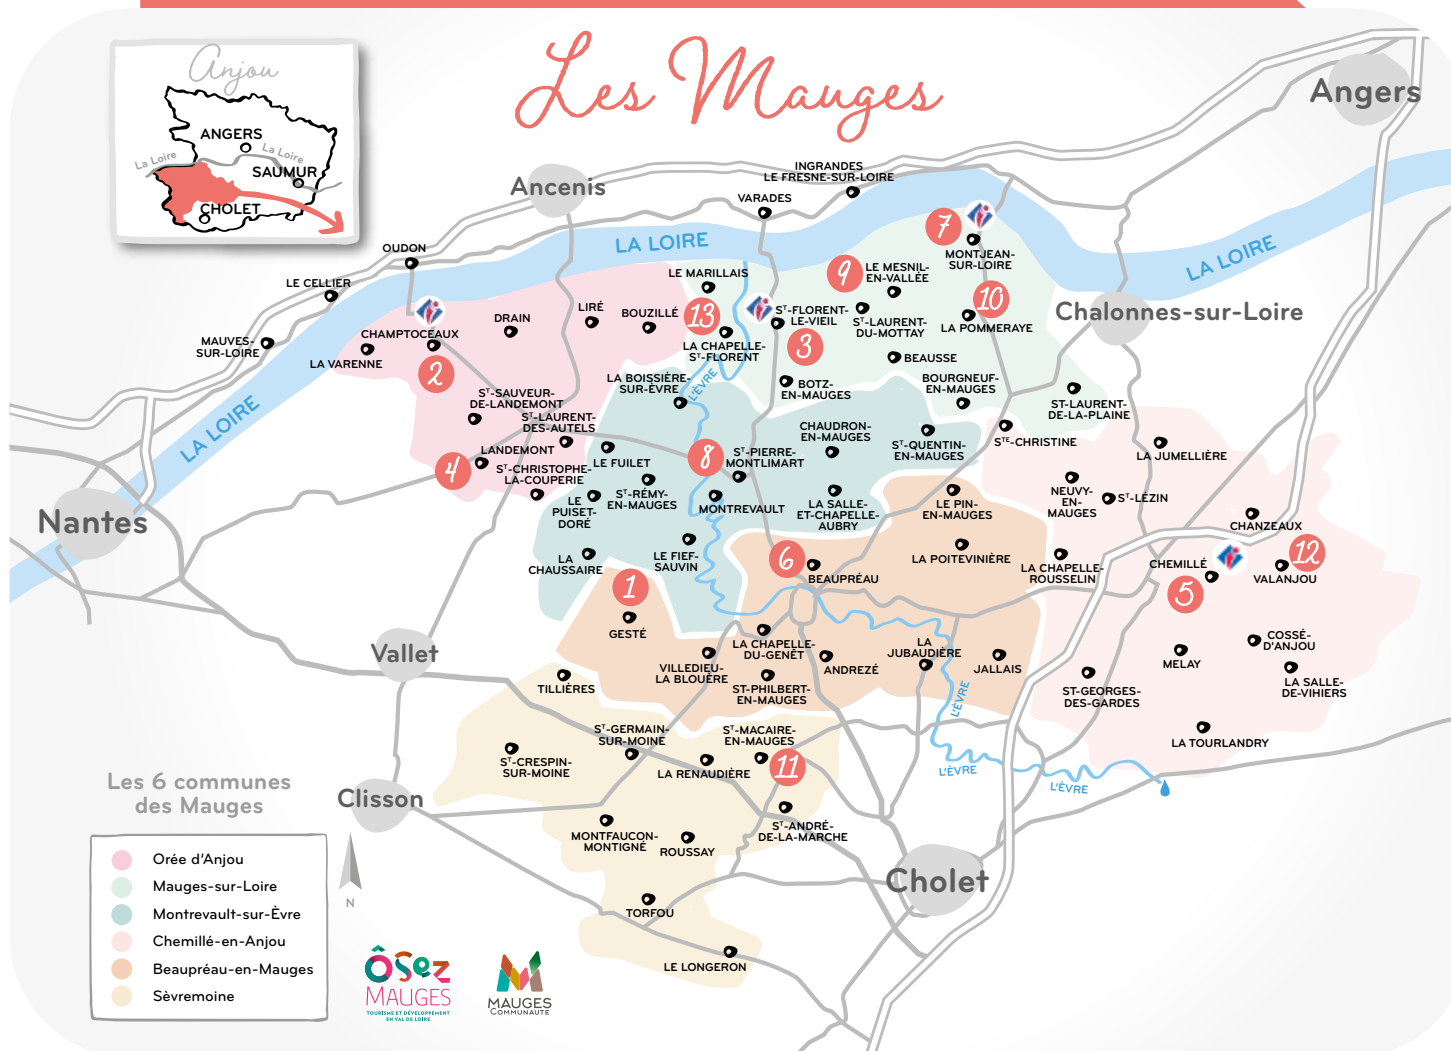 Les Mauges
Anjou
ANGERS
La Loire
La Loire
SAUMUR
CHOLET
Angers
Ancenis
INGRANDES
LE FRESNE-SUR-LOIRE
VARADES
OUDON
LA LOIRE
LE CELLIER
MAUVES-
SUR-LOIRE
7
MONTJEAN-
SUR-LOIRE
LA LOIRE
LE MARILLAIS
9
LE MESNIL-
EN-VALLÉE
10
LA POMMERAYE
Chalonnes-sur-Loire
CHAMPTOCEAUX
LA VARENNE
2
DRAIN
LIRÉ
BOUZILLÉ
13
LA CHAPELLE-
ST-FLORENT
ST-FLORENT-
LE-VIEIL
3
ST-LAURENT-
DU-MOTTAY
BEAUSSE
LA BOISSIÈRE-
SUR-ÈVRE
L'ÈVRE
BOTZ-
EN-MAUGES
BOURGNEUF-
EN-MAUGES
ST-LAURENT-
DE-LA-PLAINE
LA LOIRE
ST-SAUVEUR-
DE-LANDEMONT
ST-LAURENT-
DES-AUTELS
CHAUDRON-
EN-MAUGES
ST-QUENTIN-
EN-MAUGES
STE-CHRISTINE
LA JUMELLIÈRE
LANDEMONT
4
ST-CHRISTOPHE-
LA-COUPERIE
LE FUILET
8
ST-PIERRE-
MONTLIMART
LE
PUISET-
DORÉ
ST-RÉMY-
EN-MAUGES
MONTREVAULT
LA SALLE-
ET-CHAPELLE-
AUBRY
LE PIN-
EN-MAUGES
NEUVY-
EN-
MAUGES
ST-LÉZIN
CHANZEAUX
Nantes
LA
CHAUSSAIRE
LE FIEF-
SAUVIN
6
BEAUPRÉAU
LA POITEVINIÈRE
LA CHAPELLE-
ROUSSELIN
CHEMILLÉ
5
12
VALANJOU
1
GESTÉ
Vallet
LA CHAPELLE-
DU-GENÊT
VILLEDIEU-
LA BLOUÈRE
ST-PHILBERT-
EN-MAUGES
ANDREZÉ
LA
JUBAUDIÈRE
JALLAIS
L'ÈVRE
MELAY
COSSÉ-
D'ANJOU
LA SALLE-
DE-VIHIERS
ST-GEORGES-
DES-GARDES
LA TOURLANDRY
TILLIÈRES
ST-GERMAIN-
SUR-MOINE
ST-MACAIRE-
EN-MAUGES
ST-CRESPIN-
SUR-MOINE
LA RENAUDIÈRE
11
L'ÈVRE
L'ÈVRE
Clisson
MONTFAUCON-
MONTIGNÉ
ROUSSAY
ST-ANDRÉ-
DE-LA-MARCHE
Cholet
TORFOU
LE LONGERON
Les 6 communes
des Mauges
Orée d'Anjou
Mauges-sur-Loire
Montrevault-sur-Èvre
Chemillé-en-Anjou
Beaupréau-en-Mauges
Sèvremoine
N
ÔSez
MAUGES
TOURISME ET DÉVELOPPEMENT
EN VAL DE LOIRE
MAUGES
COMMUNAUTÉ